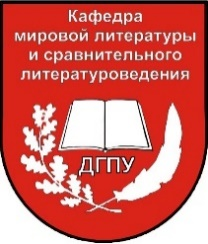 Кафедра
мировой литературы
и сравнительного
литературоведения
ДГПУ